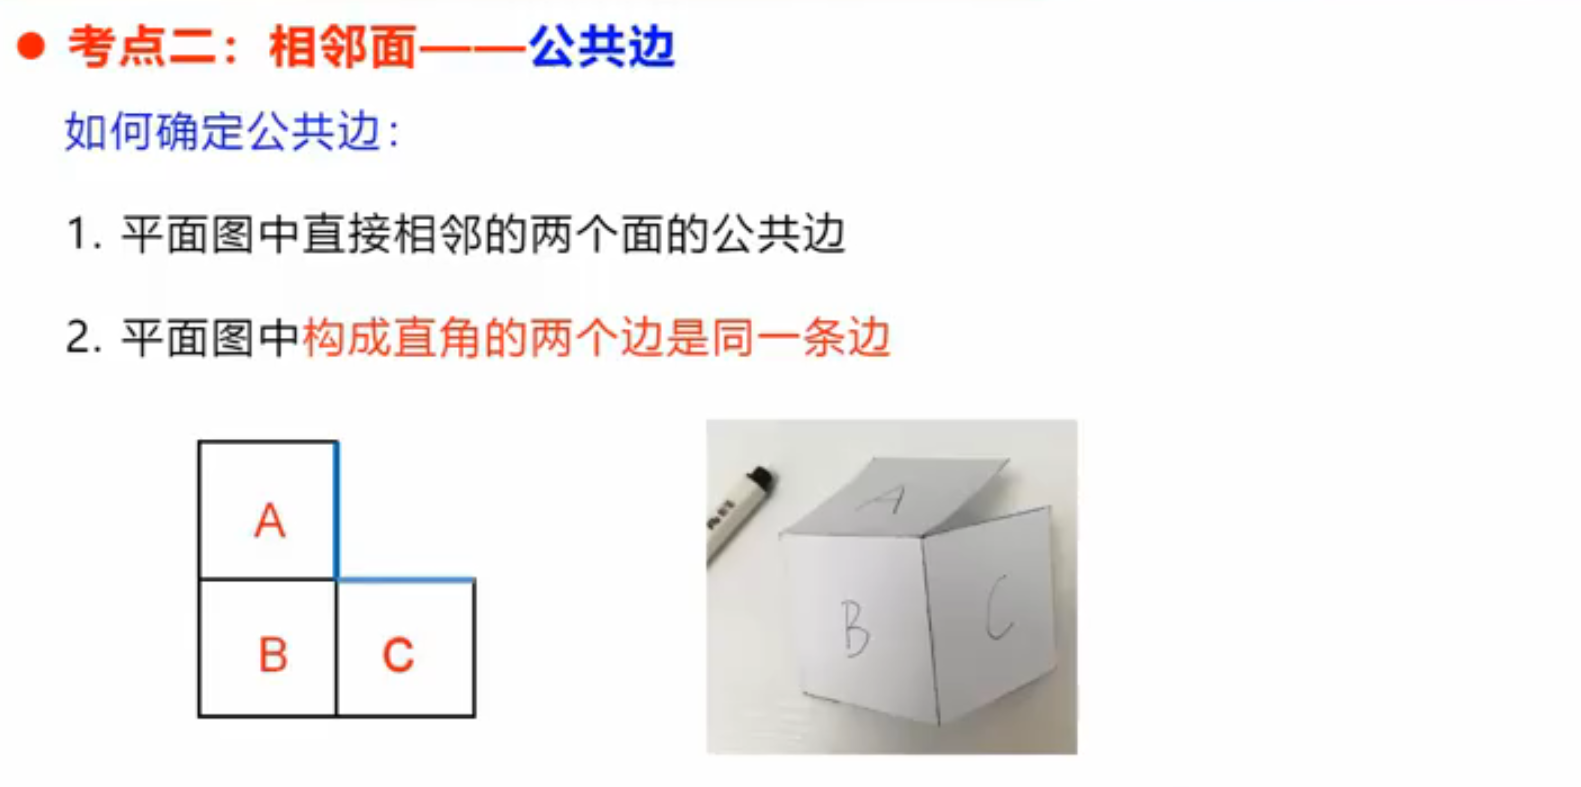 ● 考点二：相邻面——公共边
如何确定公共边：
1. 平面图中直接相邻的两个面的公共边
2. 平面图中构成直角的两个边是同一条边
A
B C
A
B C